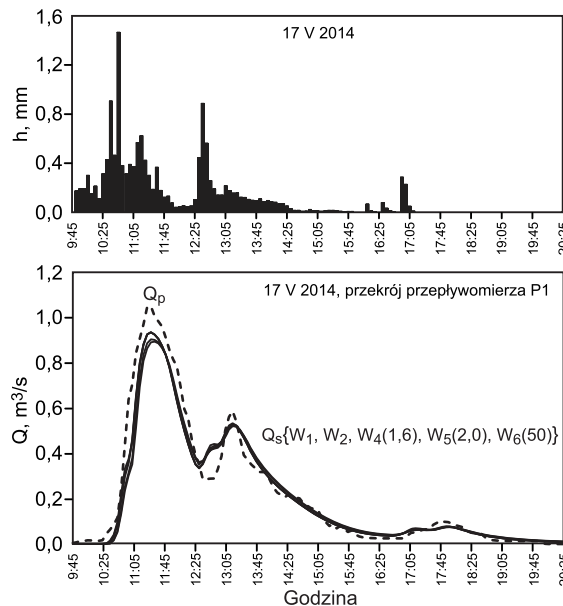 1,6
17 V 2014
1,2
h, mm
0,8
0,4
0,0
9:45 10:25 11:05 11:45 12:25 13:05 13:45 14:25 15:05 15:45 16:25 17:05 17:45 18:25 19:05 19:45 20:25
1,2
Qp
17 V 2014, przekrój przepływomierza P1
1,0
0,8
Q, m³/s
0,6
Qs{W1, W2, W4(1,6), W5(2,0), W6(50)}
0,4
0,2
0,0
9:45 10:25 11:05 11:45 12:25 13:05 13:45 14:25 15:05 15:45 16:25 17:05 17:45 18:25 19:05 19:45 20:25
Godzina